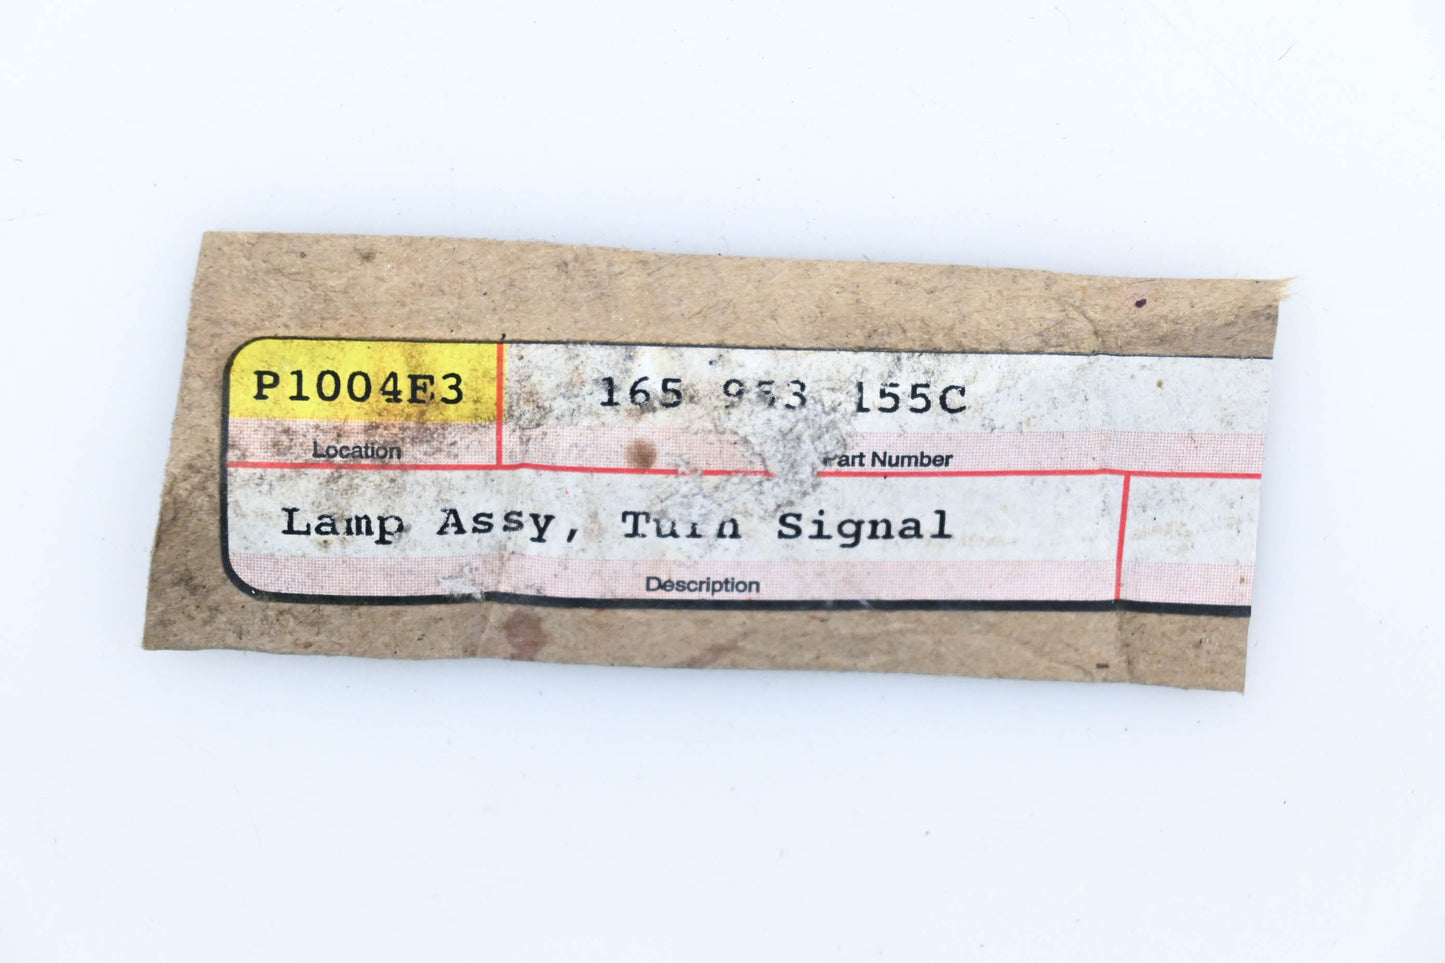 P1004E3 165 953 155C
Location Part Number
Lamp Assy, Turn Signal
Description